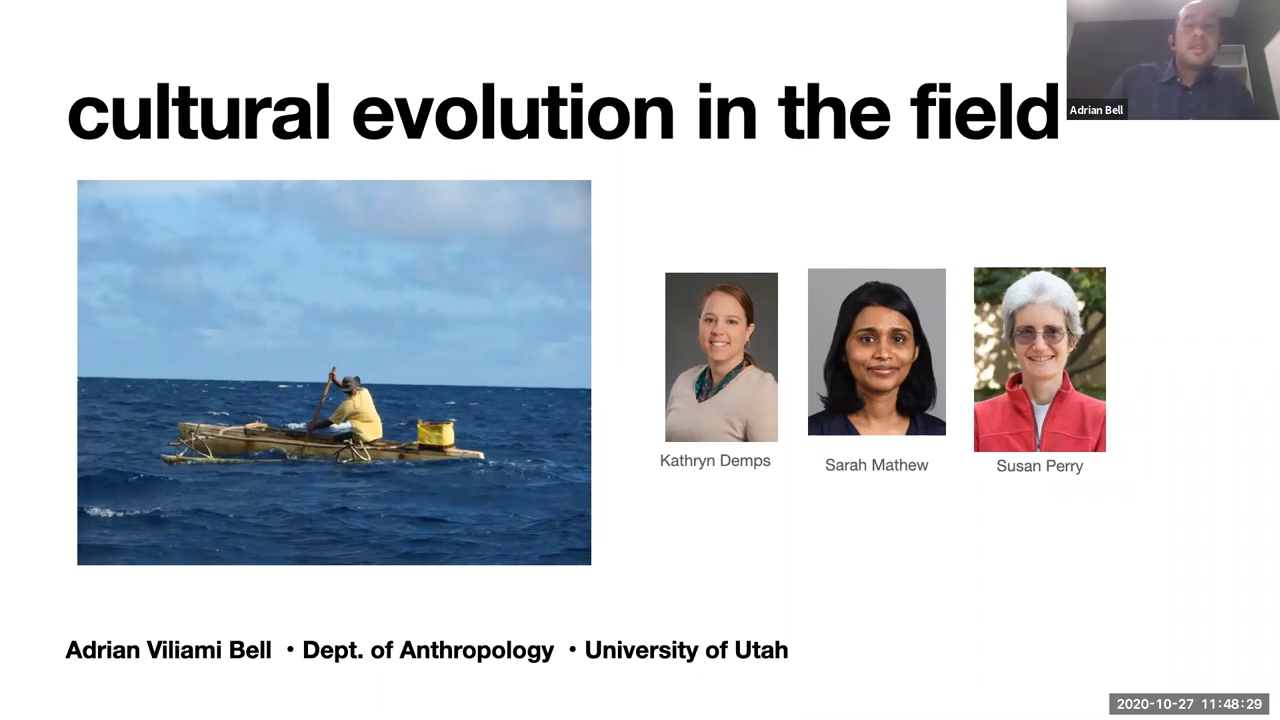 cultural evolution in the field
Adrian Bell
Kathryn Demps
Sarah Mathew
Susan Perry
Adrian Viliami Bell • Dept. of Anthropology • University of Utah
2020-10-27 11:48:29